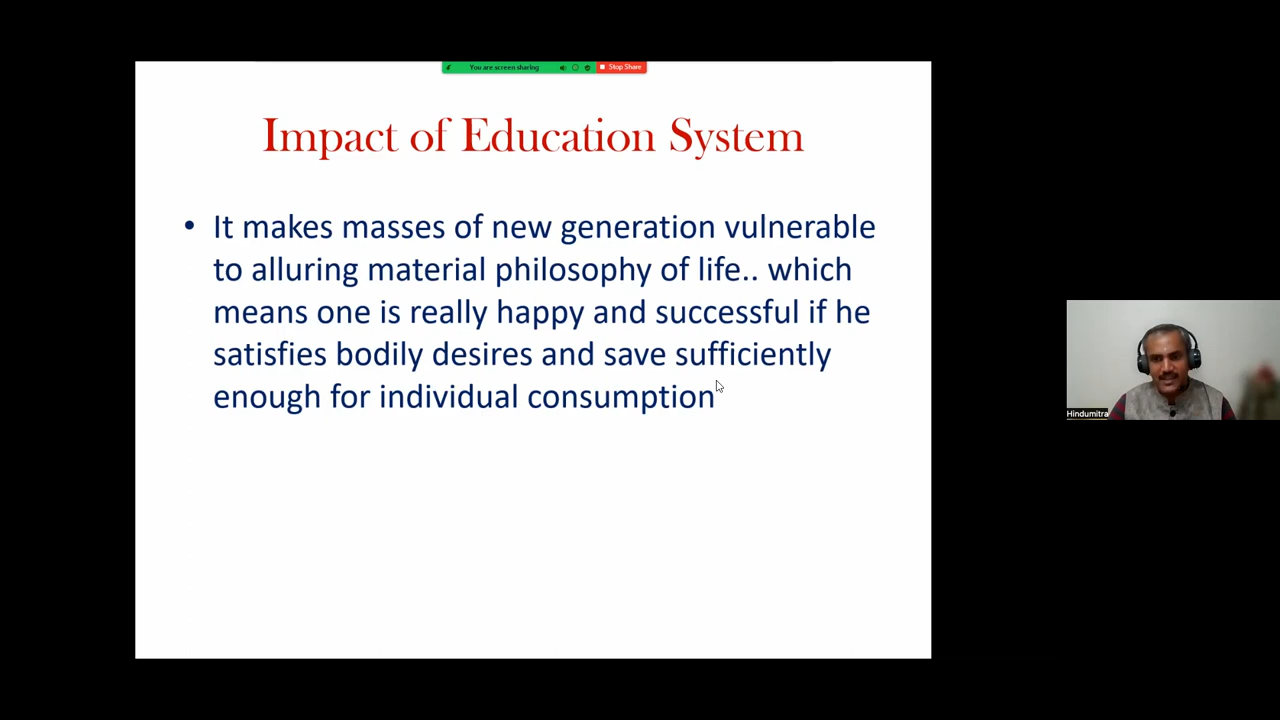 You are screen sharing
Stop Share
Impact of Education System
• It makes masses of new generation vulnerable
to alluring material philosophy of life.. which
means one is really happy and successful if he
satisfies bodily desires and save sufficiently
enough for individual consumption
Hindumitra